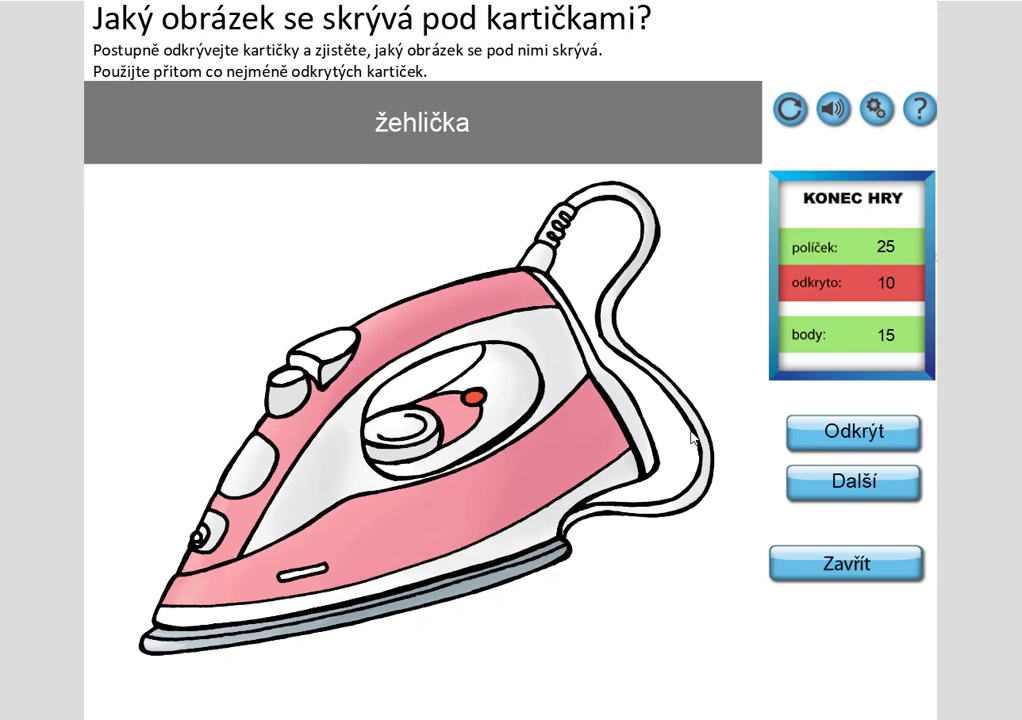 Jaký obrázek se skrývá pod kartičkami?
Postupně odkrývejte kartičky a zjistěte, jaký obrázek se pod nimi skrývá.
Použijte přitom co nejméně odkrytých kartiček.
žehlička
?
KONEC HRY
políček: 25
odkryto: 10
body: 15
Odkrýt
Další
Zavřít